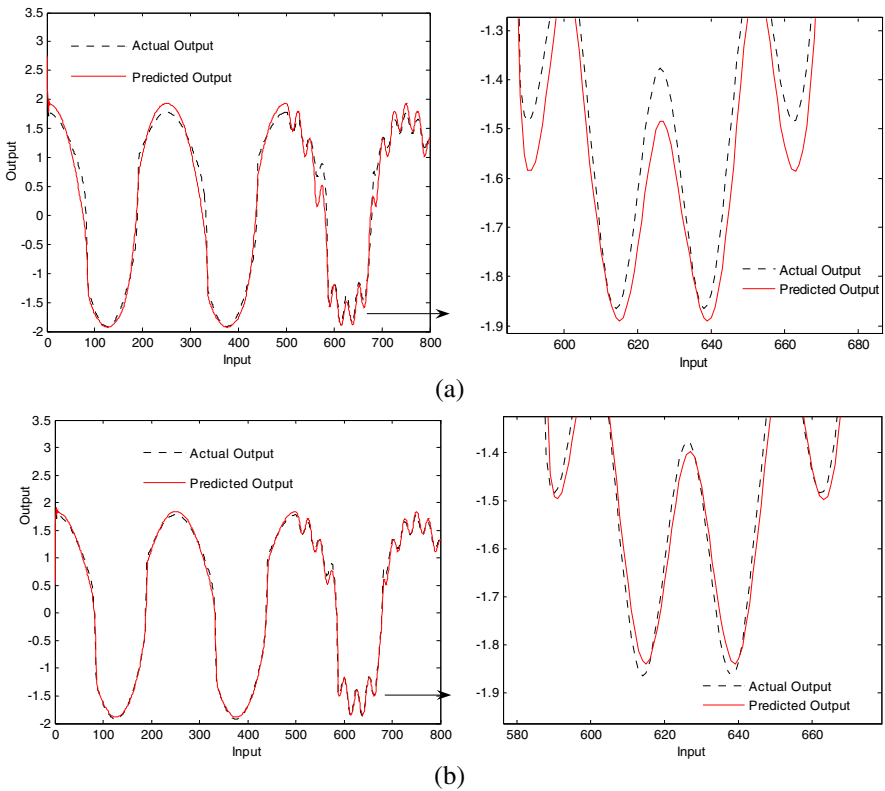 3.5
3
2.5
2
1.5
1
0.5
0
-0.5
-1
-1.5
-2
Output
Actual Output
Predicted Output
0 100 200 300 400 500 600 700 800
Input
-1.3
-1.4
-1.5
-1.6
-1.7
-1.8
-1.9
Actual Output
Predicted Output
600 620 640 660 680
Input
(a)
3.5
3
2.5
2
1.5
1
0.5
0
-0.5
-1
-1.5
-2
Output
Actual Output
Predicted Output
0 100 200 300 400 500 600 700 800
Input
-1.4
-1.5
-1.6
-1.7
-1.8
-1.9
Actual Output
Predicted Output
580 600 620 640 660
Input
(b)